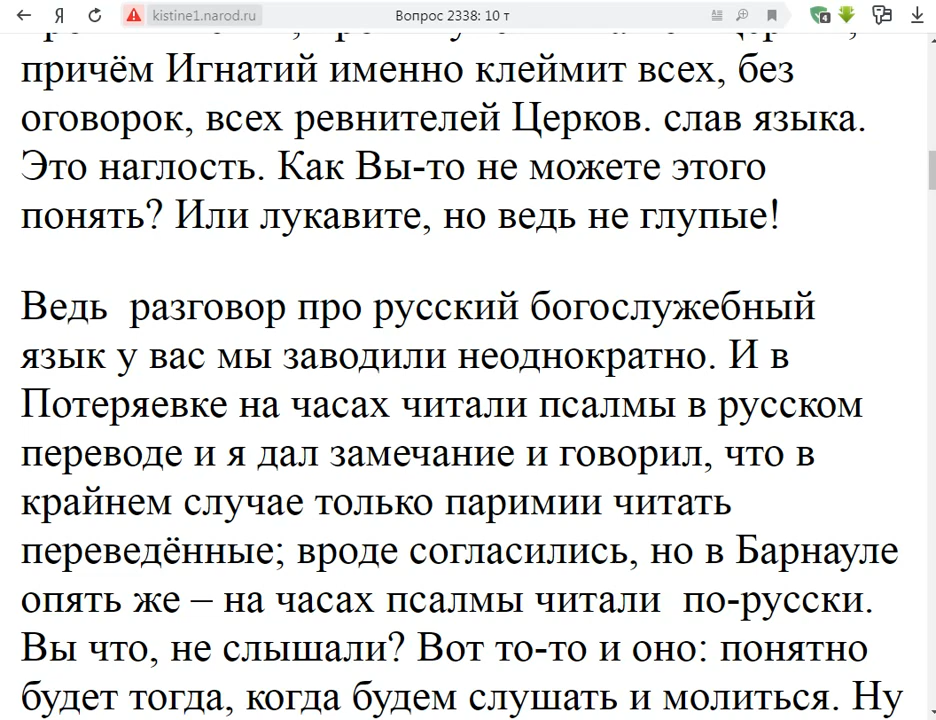 kistine1.narod.ru
Вопрос 2338: 10 т
4
причём Игнатий именно клеймит всех, без
оговорок, всех ревнителей Церков. слав языка.
Это наглость. Как Вы-то не можете этого
понять? Или лукавите, но ведь не глупые!
Ведь разговор про русский богослужебный
язык у вас мы заводили неоднократно. И в
Потеряевке на часах читали псалмы в русском
переводе и я дал замечание и говорил, что в
крайнем случае только паримии читать
переведённые; вроде согласились, но в Барнауле
опять же – на часах псалмы читали по-русски.
Вы что, не слышали? Вот то-то и оно: понятно
будет тогда, когда будем слушать и молиться. Ну